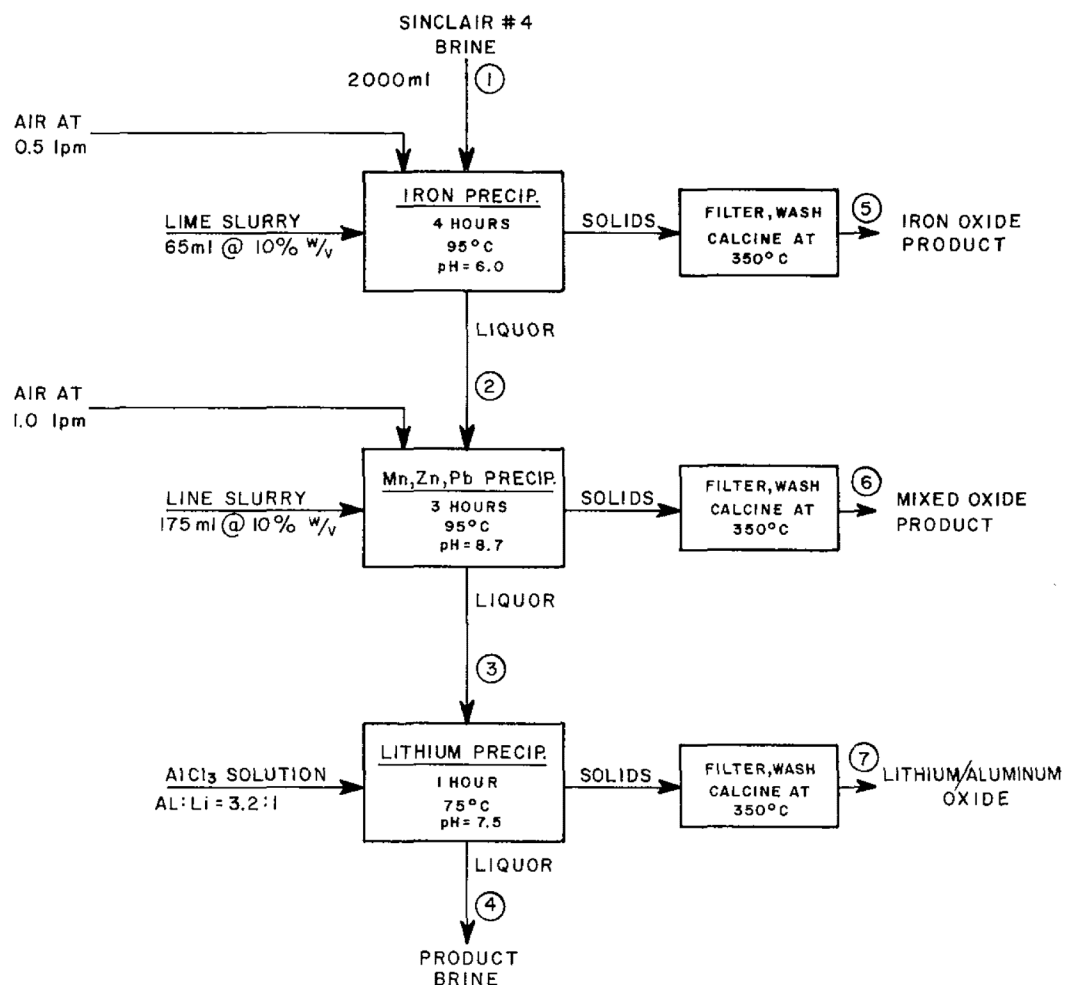 SINCLAIR #4
BRINE
2000ml
1
AIR AT
0.5 lpm
IRON PRECIP.
4 HOURS
95°C
pH = 6.0
LIME SLURRY
65ml @ 10% W/V
SOLIDS
FILTER, WASH
CALCINE AT
350°C
5
IRON OXIDE
PRODUCT
LIQUOR
2
AIR AT
1.0 lpm
Mn, Zn, Pb PRECIP.
3 HOURS
95°C
pH = 8.7
LINE SLURRY
175ml @ 10% W/V
SOLIDS
FILTER, WASH
CALCINE AT
350°C
6
MIXED OXIDE
PRODUCT
LIQUOR
3
LITHIUM PRECIP.
1 HOUR
75°C
pH = 7.5
AlCl3 SOLUTION
AL:Li = 3.2:1
SOLIDS
FILTER, WASH
CALCINE AT
350°C
7
LITHIUM/ALUMINUM
OXIDE
LIQUOR
4
PRODUCT
BRINE